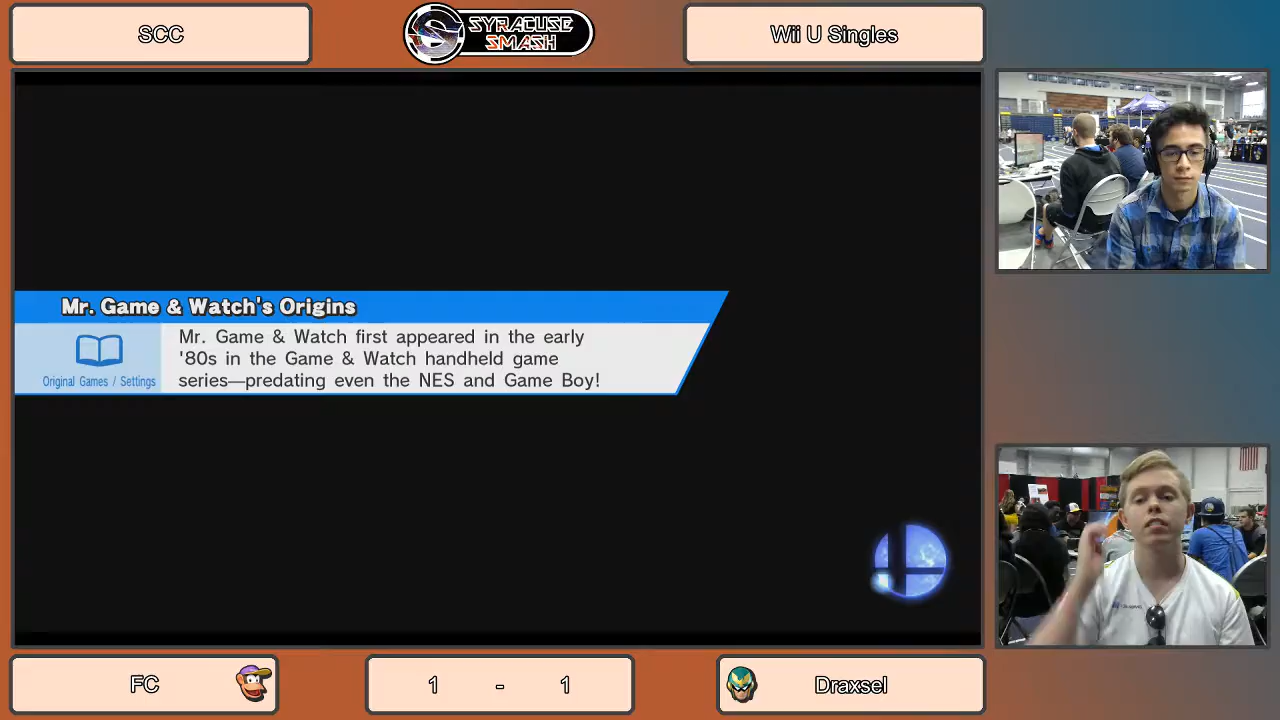 SCC
SYRACUSE
SMASH
Wii U Singles
Mr. Game & Watch's Origins
Original Games / Settings
Mr. Game & Watch first appeared in the early
'80s in the Game & Watch handheld game
series—predating even the NES and Game Boy!
FC
1 - 1
Draxsel